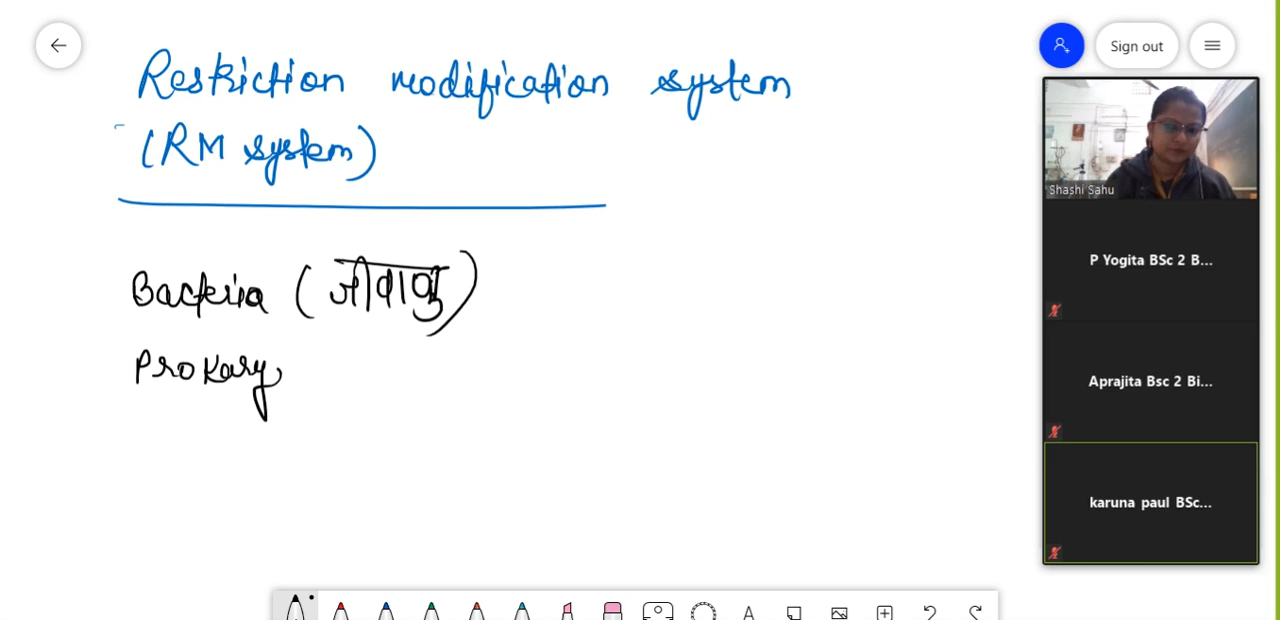 Sign out
Restriction modification system
(RM system)
Shashi Sahu
Bacteria (जीवाणु)
P Yogita BSc 2 B...
Prokary
Aprajita Bsc 2 Bi...
karuna paul BSc...
A